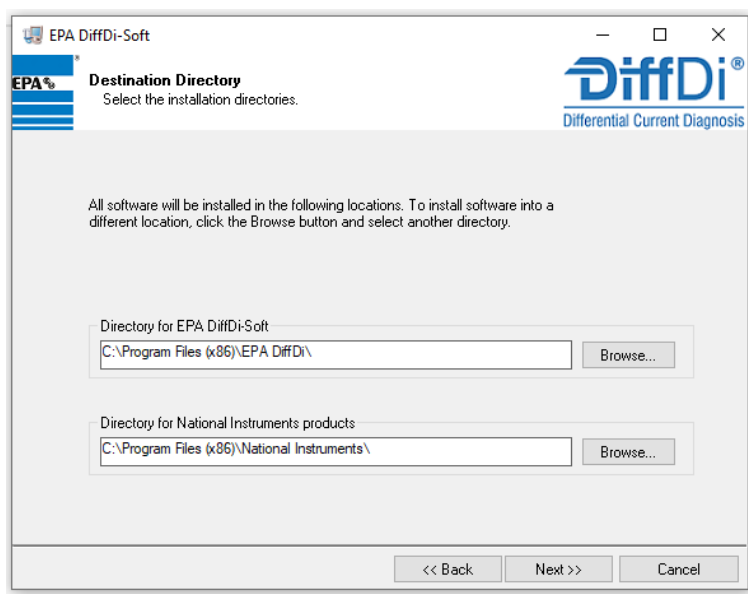 EPA DiffDi-Soft
EPA®
Destination Directory
Select the installation directories.
DiffDi®
Differential Current Diagnosis
All software will be installed in the following locations. To install software into a
different location, click the Browse button and select another directory.
Directory for EPA DiffDi-Soft
C:\Program Files (x86)\EPA DiffDi\
Browse...
Directory for National Instruments products
C:\Program Files (x86)\National Instruments\
Browse...
<< Back
Next >>
Cancel